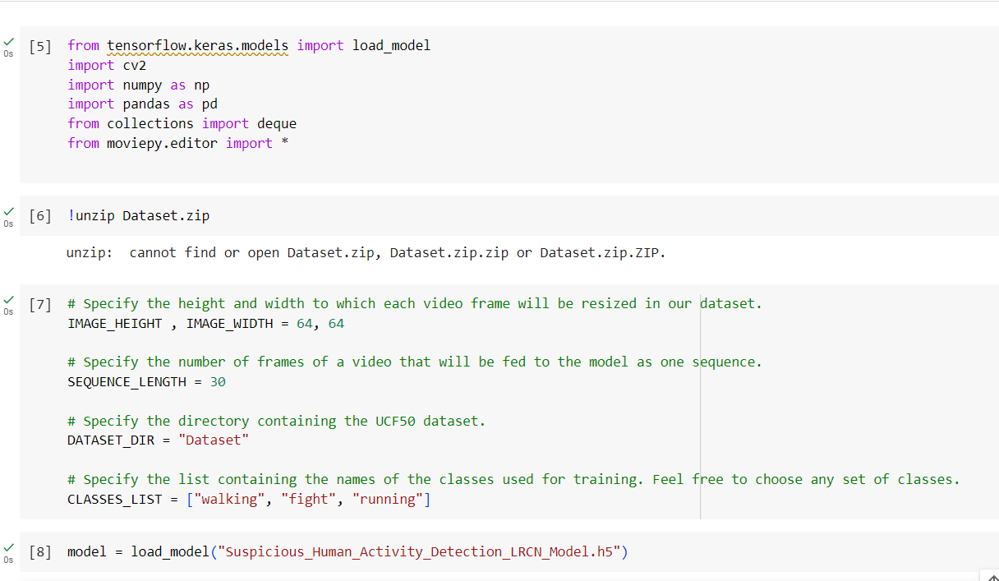 [5] from tensorflow.keras.models import load_model
0s
import cv2
import numpy as np
import pandas as pd
from collections import deque
from moviepy.editor import *
[6] !unzip Dataset.zip
0s
unzip:  cannot find or open Dataset.zip, Dataset.zip.zip or Dataset.zip.ZIP.
[7] # Specify the height and width to which each video frame will be resized in our dataset.
0s
IMAGE_HEIGHT , IMAGE_WIDTH = 64, 64
# Specify the number of frames of a video that will be fed to the model as one sequence.
SEQUENCE_LENGTH = 30
# Specify the directory containing the UCF50 dataset.
DATASET_DIR = "Dataset"
# Specify the list containing the names of the classes used for training. Feel free to choose any set of classes.
CLASSES_LIST = ["walking", "fight", "running"]
[8] model = load_model("Suspicious_Human_Activity_Detection_LRCN_Model.h5")
0s